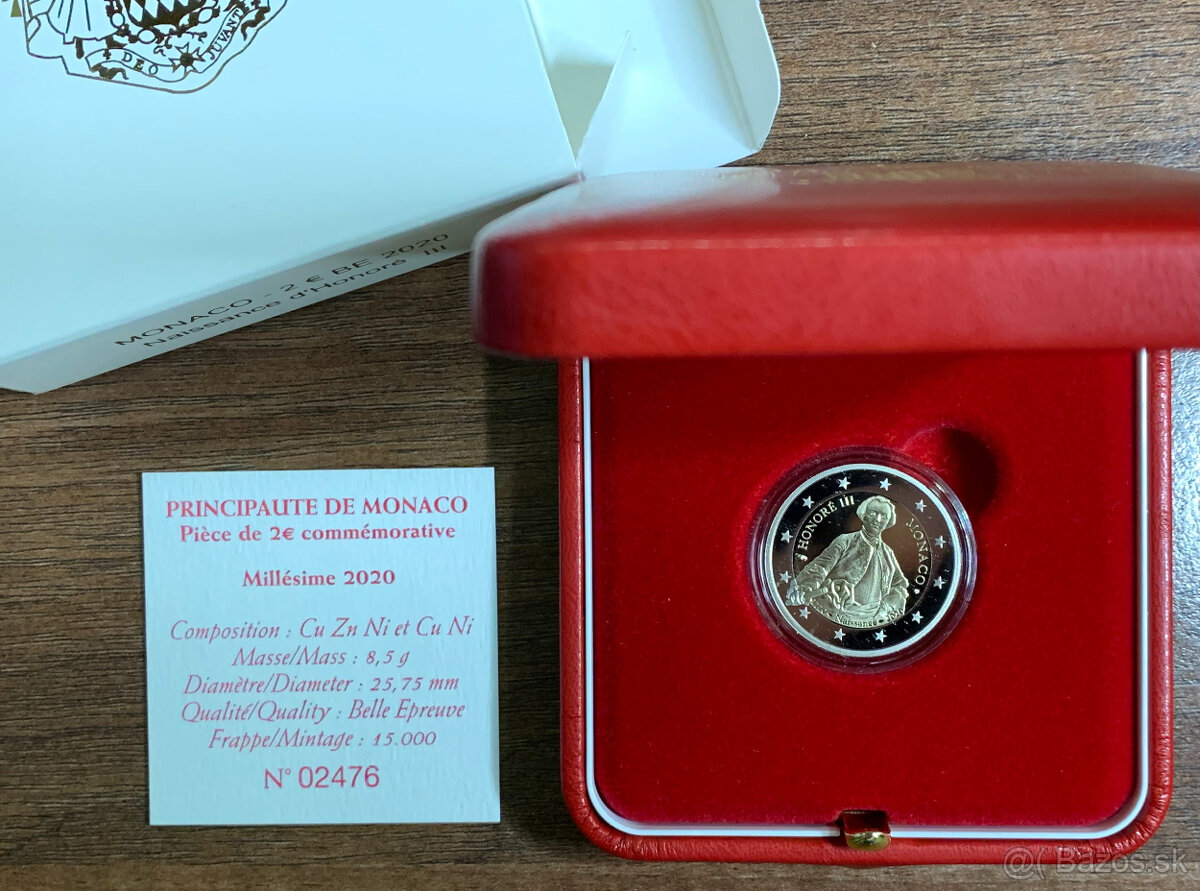 DEO JUVANTE
MONACO - 2 € BE 2020
Naissance d'Honoré III
PRINCIPAUTE DE MONACO
Pièce de 2€ commémorative
Millésime 2020
Composition : Cu Zn Ni et Cu Ni
Masse/Mass : 8,5 g
Diamètre/Diameter : 25,75 mm
Qualité/Quality : Belle Epreuve
Frappe/Mintage : 15.000
N° 02476
HONORÉ III
MONACO
Naissance
@( Bazos.sk